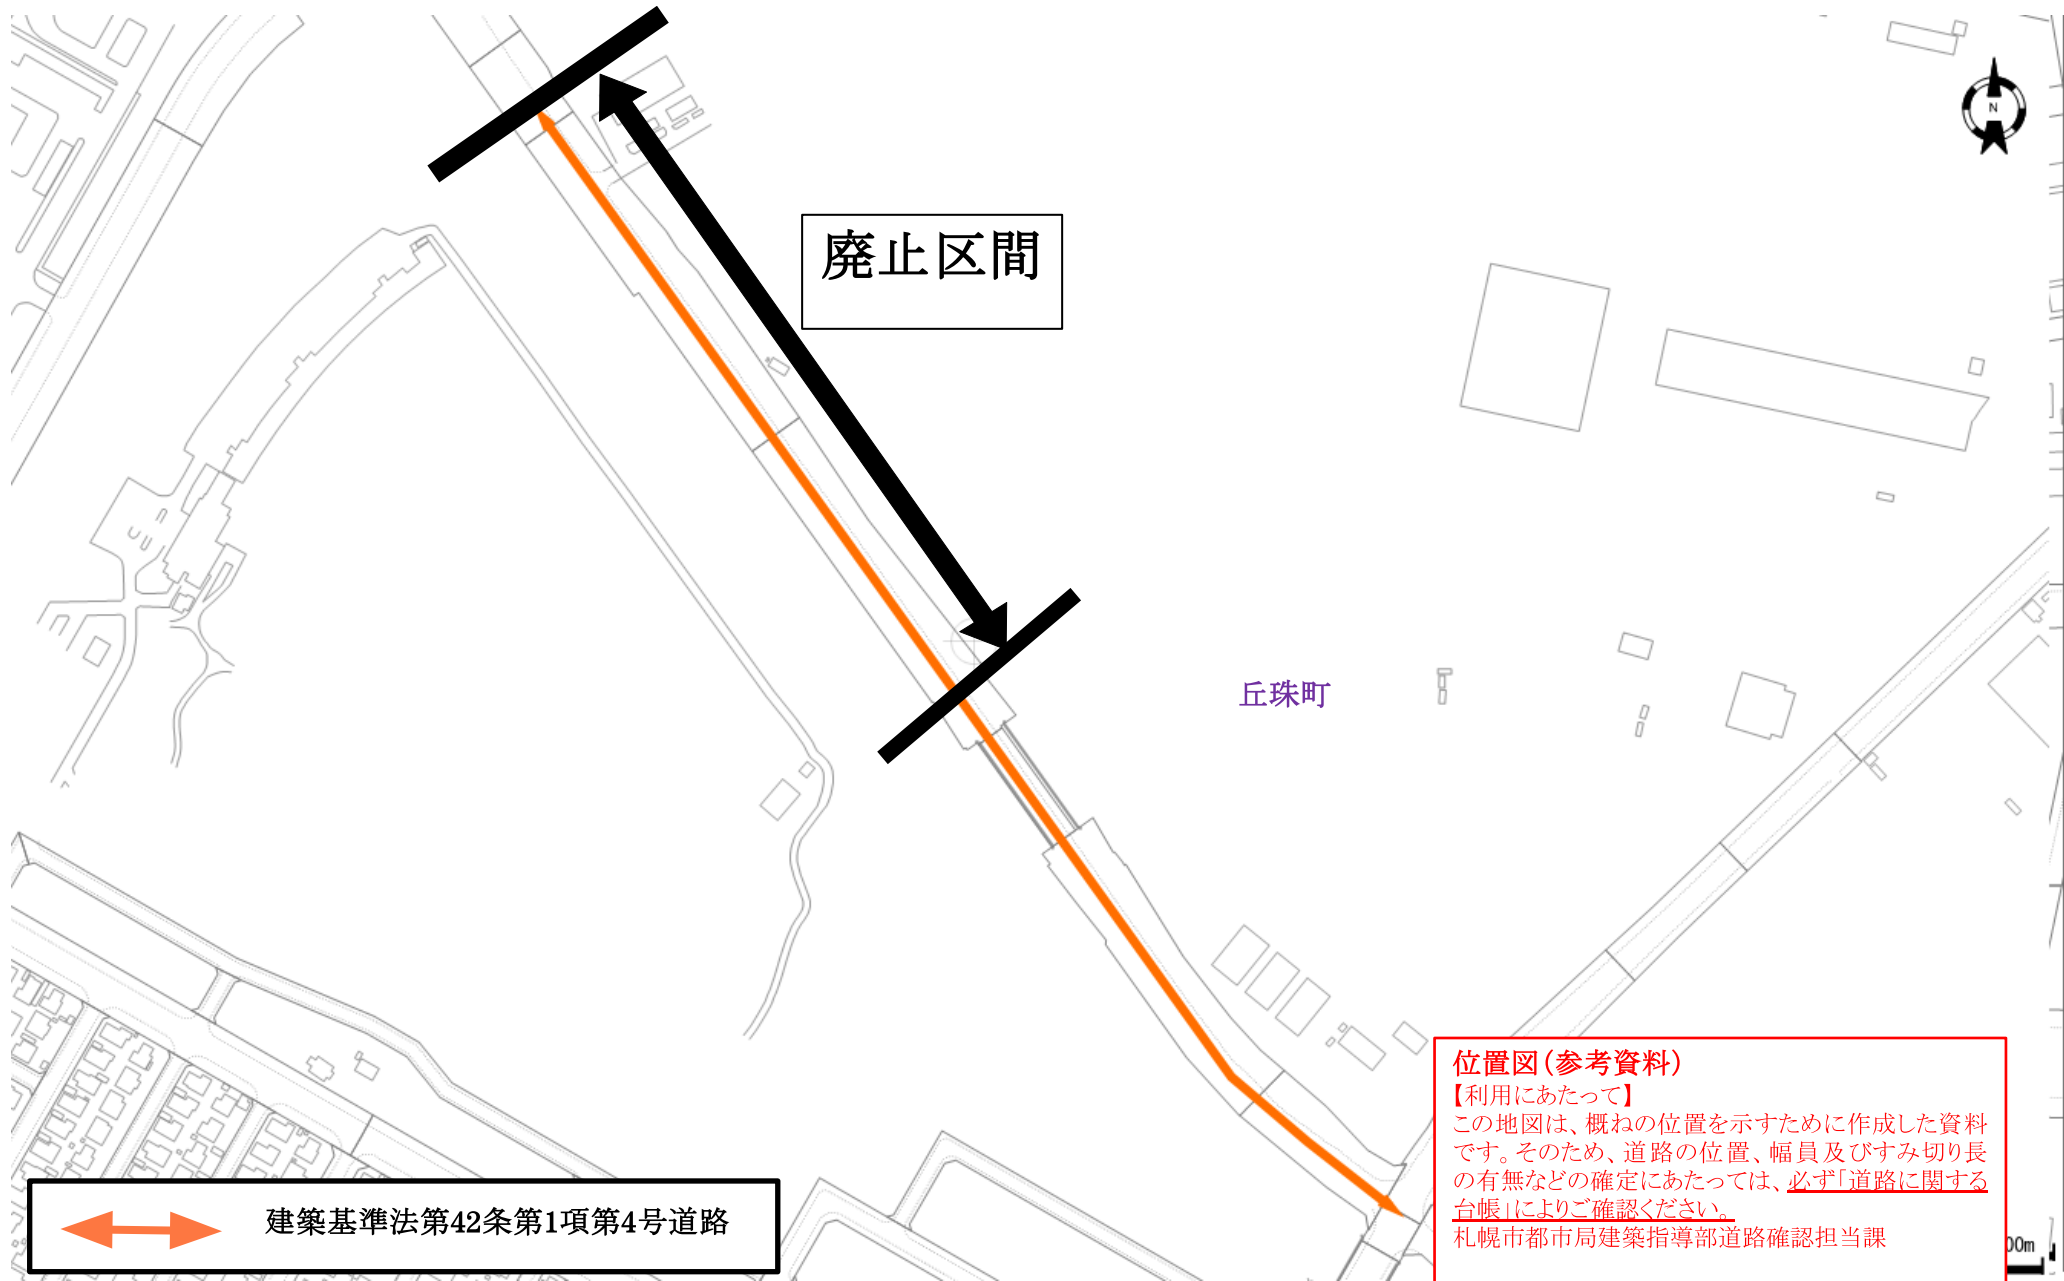 N
廃止区間
丘珠町
位置図(参考資料)
【利用にあたって】
この地図は、概ねの位置を示すために作成した資料
です。そのため、道路の位置、幅員及びすみ切り長
の有無などの確定にあたっては、必ず「道路に関する
台帳」によりご確認ください。
札幌市都市局建築指導部道路確認担当課
建築基準法第42条第1項第4号道路
00m